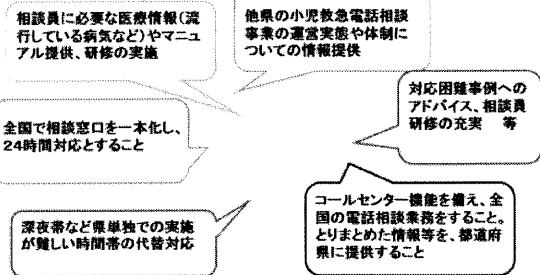 相談員に必要な医療情報(流
行している病気など)やマニュ
アル提供、研修の実施
他県の小児救急電話相談
事業の運営実態や体制に
ついての情報提供
対応困難事例への
アドバイス、相談員
研修の充実　等
全国で相談窓口を一本化し、
24時間対応とすること
コールセンター機能を備え、全
国の電話相談業務をすること。
とりまとめた情報等を、都道府
県に提供すること
深夜帯など県単独での実施
が難しい時間帯の代替対応